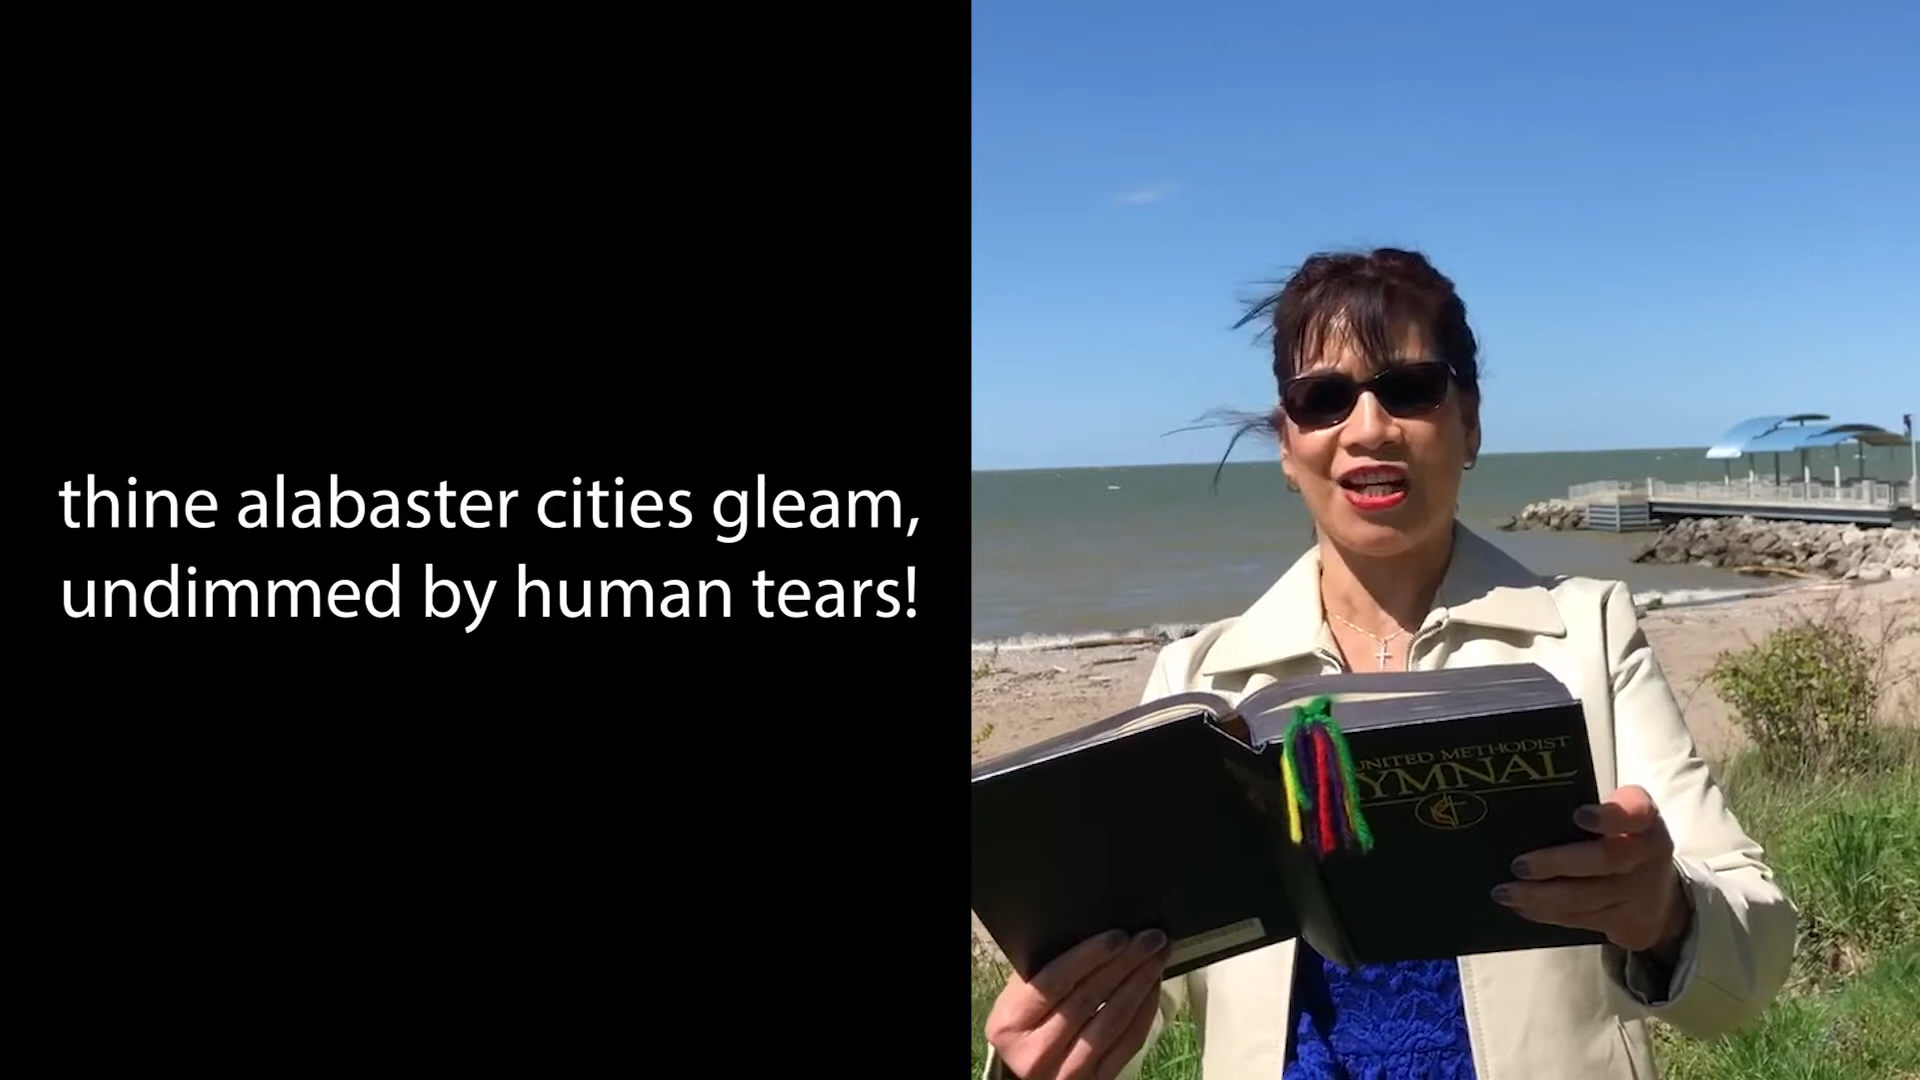 thine alabaster cities gleam,
undimmed by human tears!
UNITED METHODIST
YMNAL